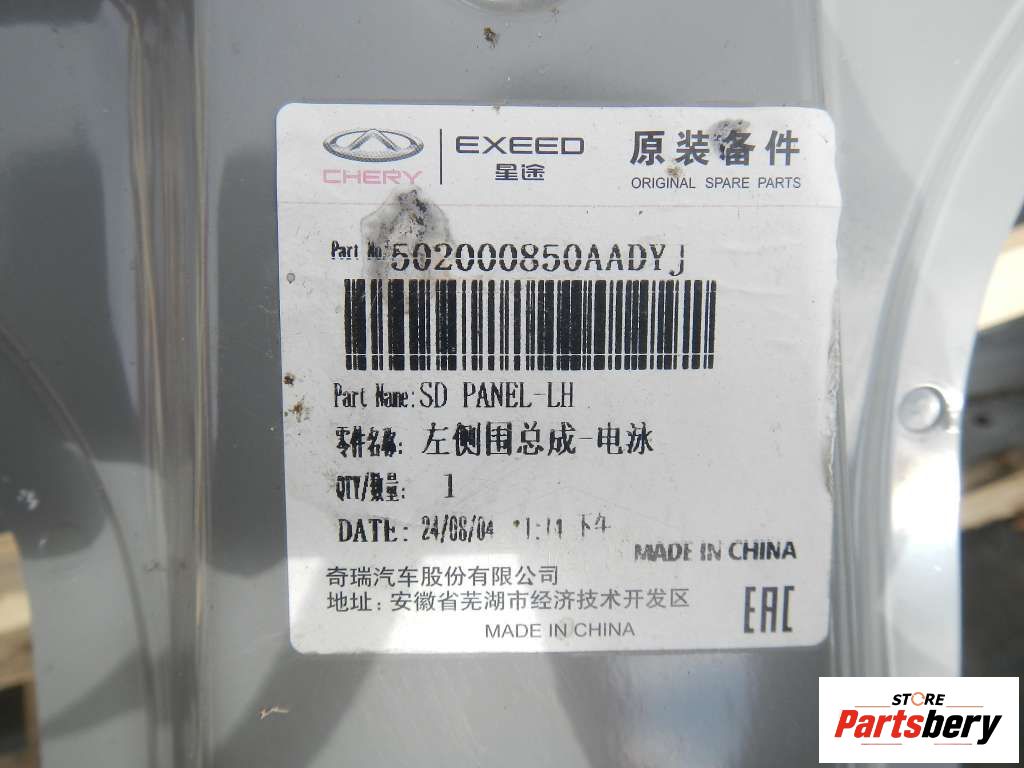 CHERY
EXEED
星途
原装备件
ORIGINAL SPARE PARTS
Part No: 502000850AADYJ
Part Name: SD PANEL-LH
零件名称: 左侧围总成-电泳
QTY/数量: 1
DATE: 24/08/04 下午
MADE IN CHINA
奇瑞汽车股份有限公司
地址: 安徽省芜湖市经济技术开发区
EAC
MADE IN CHINA
STORE
Partsbery